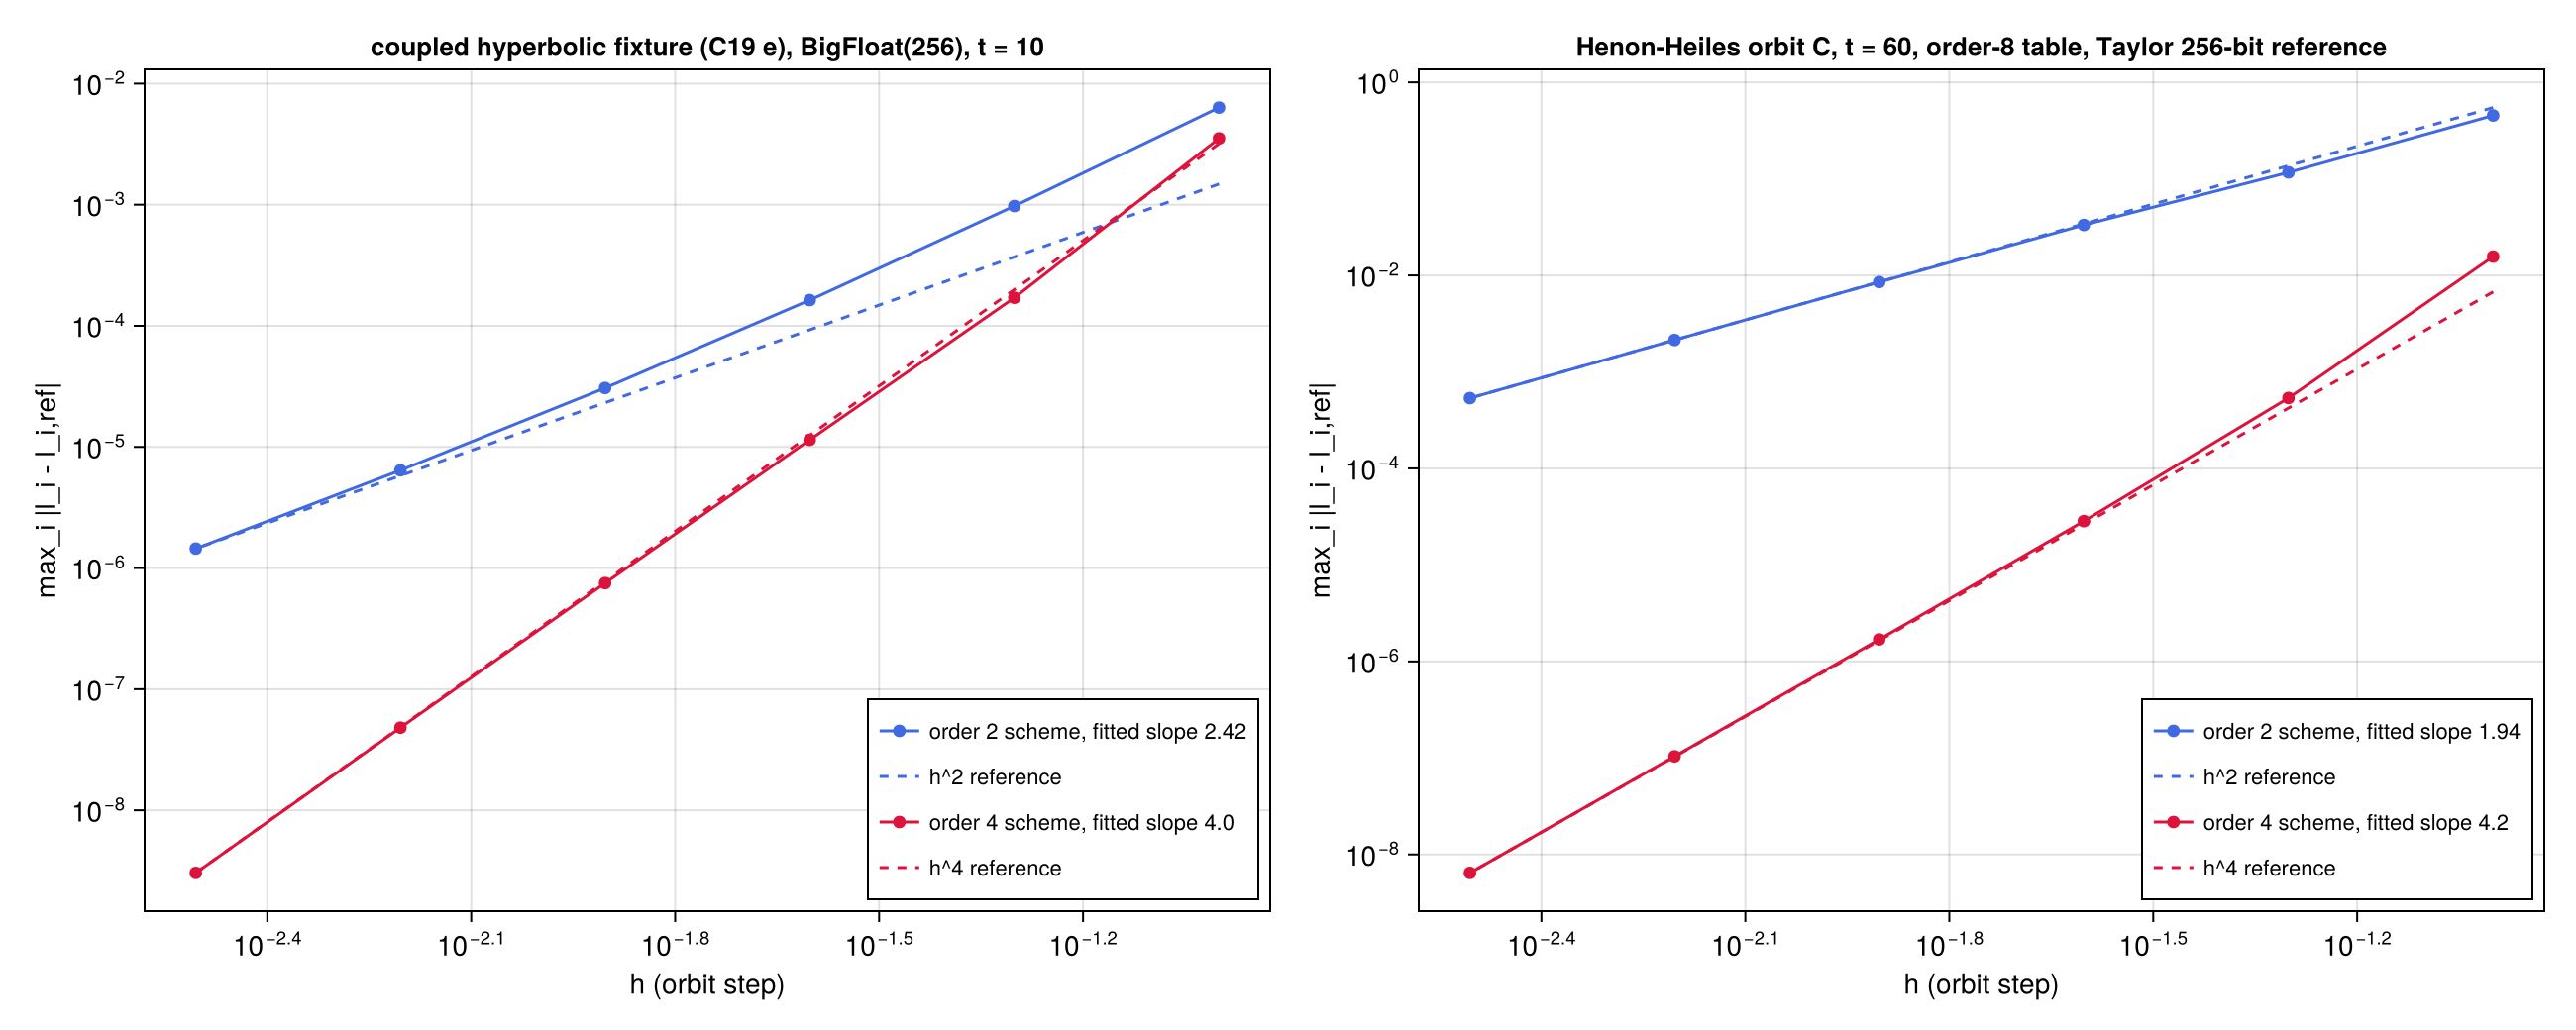 coupled hyperbolic fixture (C19 e), BigFloat(256), t = 10
10⁻²
10⁻³
10⁻⁴
10⁻⁵
10⁻⁶
10⁻⁷
10⁻⁸
max_i |l_i - l_i,ref|
order 2 scheme, fitted slope 2.42
h^2 reference
order 4 scheme, fitted slope 4.0
h^4 reference
10⁻²·⁴
10⁻²·¹
10⁻¹·⁸
10⁻¹·⁵
10⁻¹·²
h (orbit step)
Henon-Heiles orbit C, t = 60, order-8 table, Taylor 256-bit reference
10⁰
10⁻²
10⁻⁴
10⁻⁶
10⁻⁸
max_i |l_i - l_i,ref|
order 2 scheme, fitted slope 1.94
h^2 reference
order 4 scheme, fitted slope 4.2
h^4 reference
10⁻²·⁴
10⁻²·¹
10⁻¹·⁸
10⁻¹·⁵
10⁻¹·²
h (orbit step)